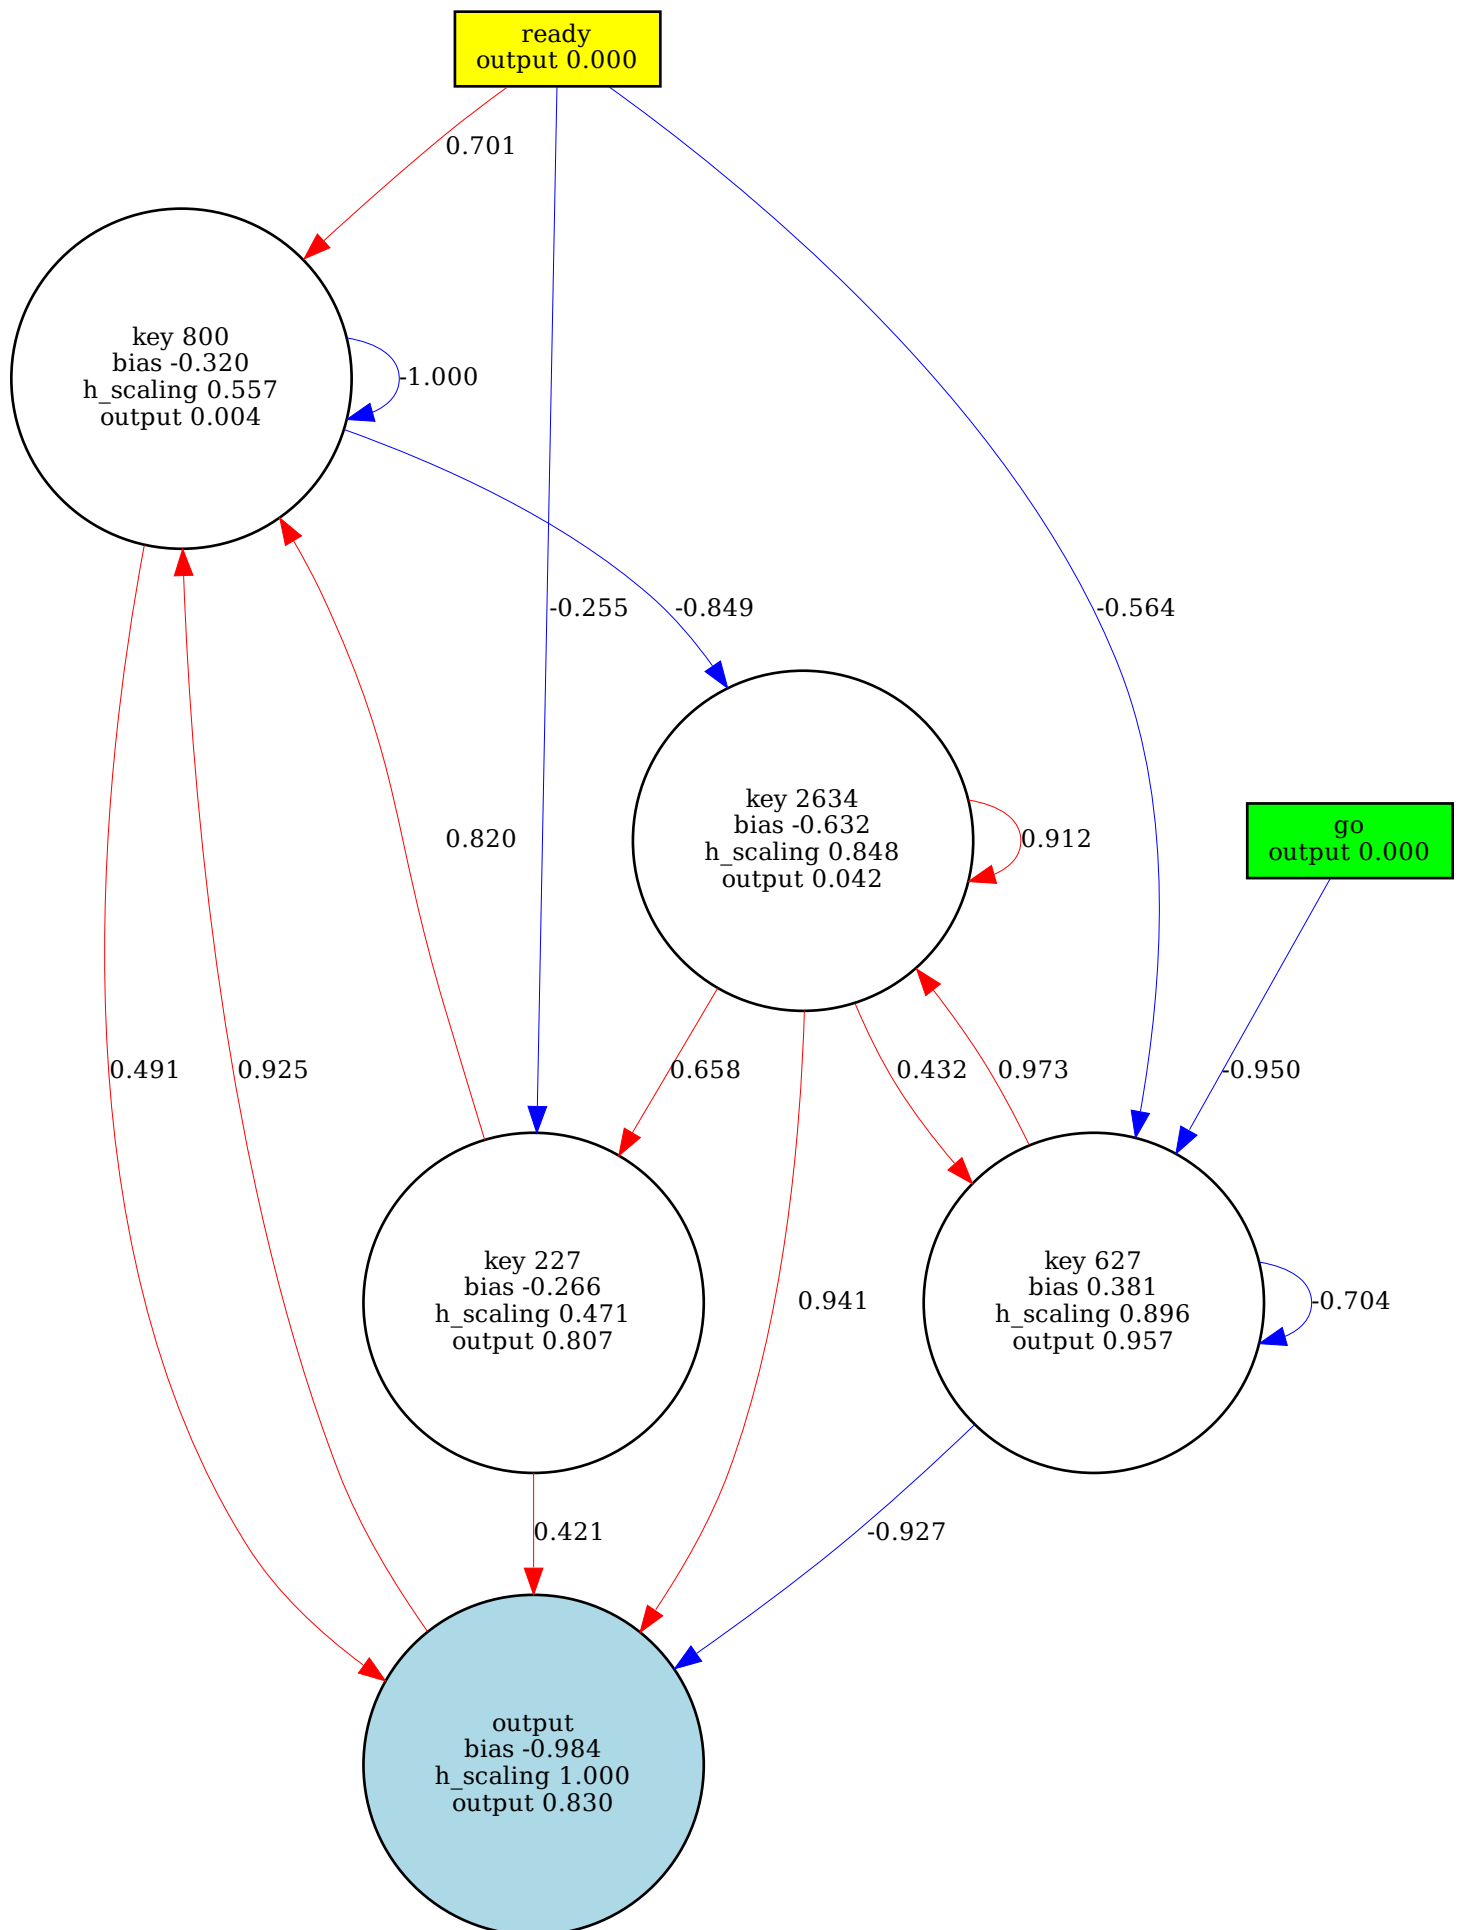 ready
output 0.000
0.701
key 800
bias -0.320
h_scaling 0.557
output 0.004
-1.000
-0.255
-0.849
-0.564
key 2634
bias -0.632
h_scaling 0.848
output 0.042
0.912
0.820
go
output 0.000
0.491
0.925
0.658
0.432
0.973
-0.950
key 227
bias -0.266
h_scaling 0.471
output 0.807
0.941
key 627
bias 0.381
h_scaling 0.896
output 0.957
-0.704
0.421
-0.927
output
bias -0.984
h_scaling 1.000
output 0.830